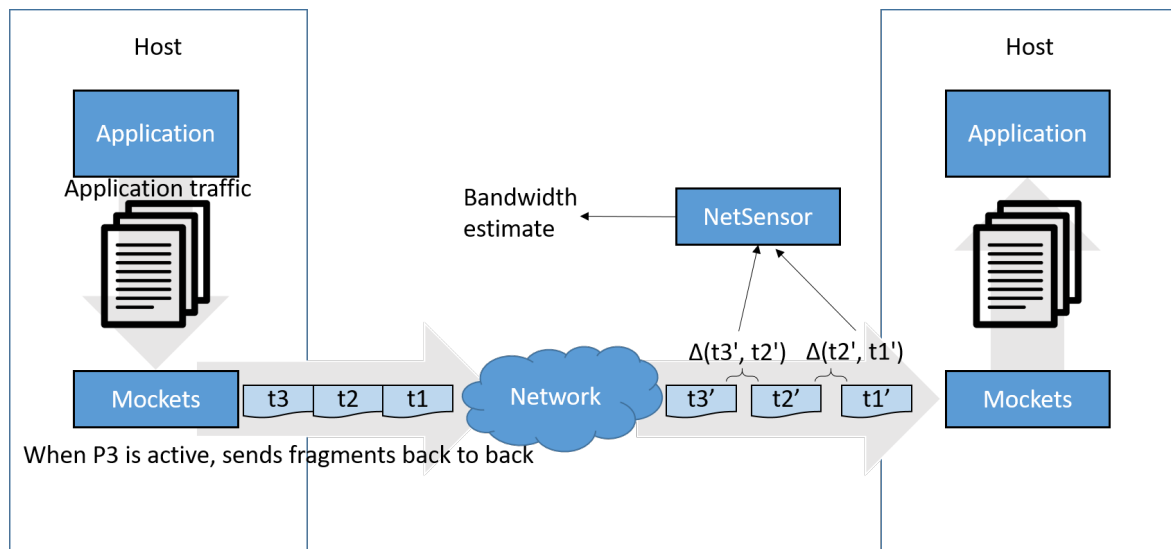 Host
Host
Application
Application
Application traffic
Bandwidth
estimate
NetSensor
Δ(t3', t2')
Δ(t2', t1')
Mockets
t3
t2
t1
Network
t3’
t2’
t1’
Mockets
When P3 is active, sends fragments back to back